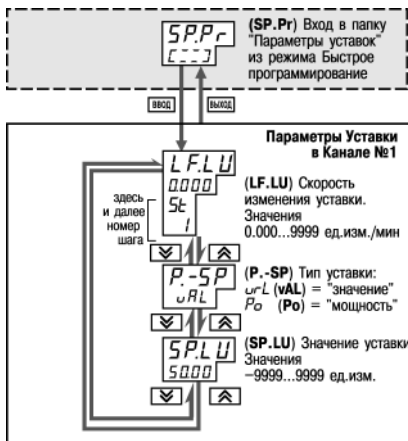 SP.Pr
[---]
(SP.Pr) Вход в папку
"Параметры уставок"
из режима Быстрое
программирование
ВВОД
ВЫХОД
Параметры Уставки
в Канале №1
LF.LU
0.000
St
1
здесь
и далее
номер
шага
(LF.LU) Скорость
изменения уставки.
Значения
0.000...9999 ед.изм./мин
P.-SP
vAL
(P.-SP) Тип уставки:
vrL (vAL) = "значение"
Po (Po) = "мощность"
SP.LU
50.00
(SP.LU) Значение уставки
Значения
–9999...9999 ед.изм.